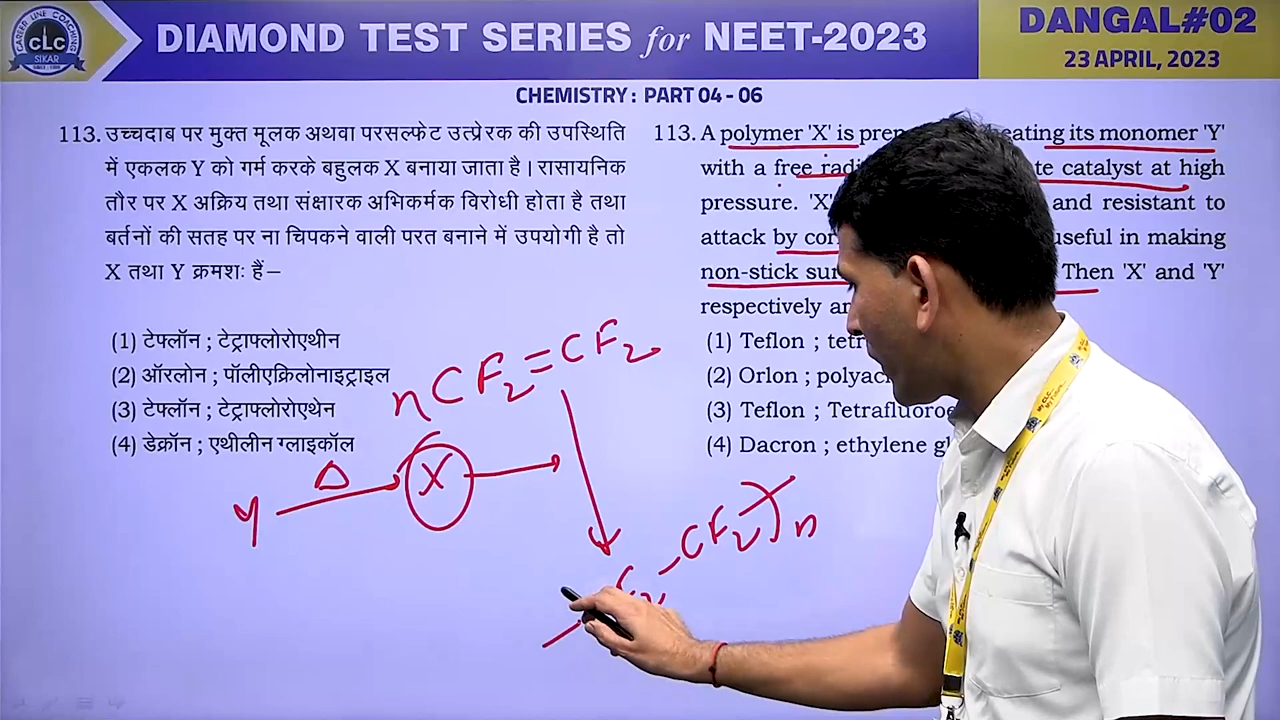 CAREER LINE COACHING
CLC
SIKAR
DIAMOND TEST SERIES for NEET-2023
DANGAL#02
23 APRIL, 2023
CHEMISTRY : PART 04 - 06
113. उच्चदाब पर मुक्त मूलक अथवा परसल्फेट उत्प्रेरक की उपस्थिति
में एकलक Y को गर्म करके बहुलक X बनाया जाता है। रासायनिक
तौर पर X अक्रिय तथा संक्षारक अभिकर्मक विरोधी होता है तथा
बर्तनों की सतह पर ना चिपकने वाली परत बनाने में उपयोगी है तो
X तथा Y क्रमशः हैं–
(1) टेफ्लॉन ; टेट्राफ्लोरोएथीन
(2) ऑरलोन ; पॉलीएक्रिलोनाइट्राइल
(3) टेफ्लॉन ; टेट्राफ्लोरोएथेन
(4) डेक्रॉन ; एथीलीन ग्लाइकॉल
113. A polymer 'X' is prep eating its monomer 'Y'
with a free radi te catalyst at high
pressure. 'X' and resistant to
attack by cor useful in making
non-stick sur Then 'X' and 'Y'
respectively ar
(1) Teflon ; tetr
(2) Orlon ; polyac
(3) Teflon ; Tetrafluoroe
(4) Dacron ; ethylene gl
nCF2=CF2
Y Δ X
-CF2)n